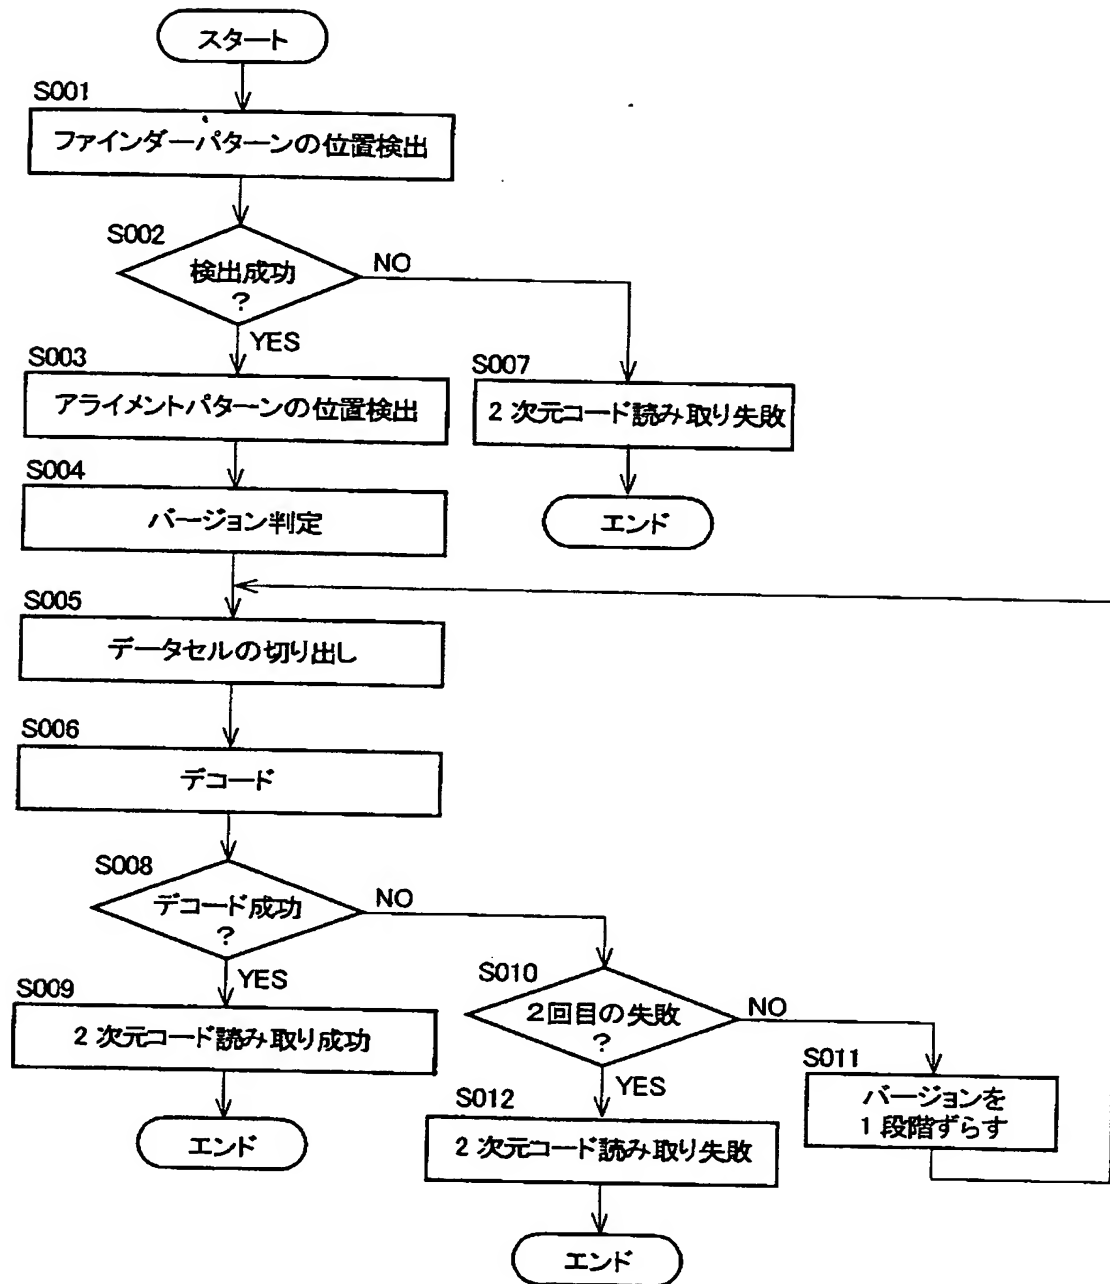 スタート
S001
ファインダーパターンの位置検出
S002
検出成功
?
NO
YES
S003
アライメントパターンの位置検出
S007
2次元コード読み取り失敗
S004
バージョン判定
エンド
S005
データセルの切り出し
S006
デコード
S008
デコード成功
?
NO
YES
S009
2次元コード読み取り成功
エンド
S010
2回目の失敗
?
NO
YES
S011
バージョンを
1段階ずらす
S012
2次元コード読み取り失敗
エンド